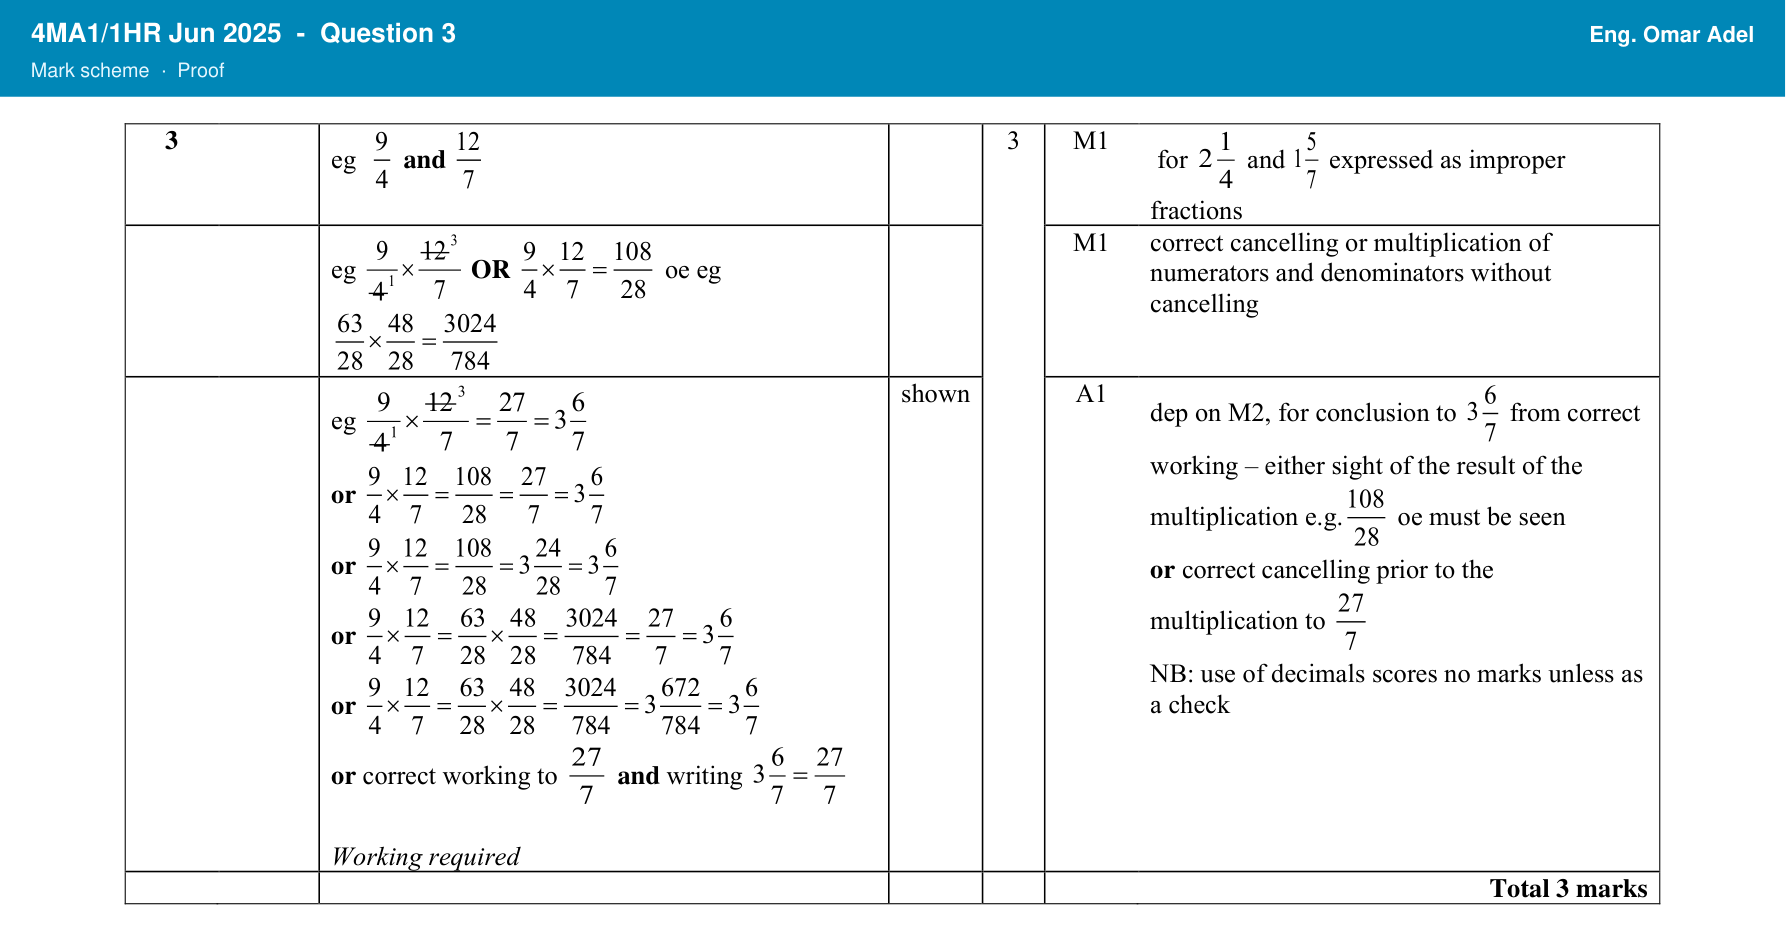 4MA1/1HR Jun 2025 - Question 3
Eng. Omar Adel
Mark scheme · Proof
3
eg 9/4 and 12/7
3
M1
for 2 1/4 and 1 5/7 expressed as improper
fractions
eg 9/4¹ × 12³/7 OR 9/4 × 12/7 = 108/28 oe eg
63/28 × 48/28 = 3024/784
M1
correct cancelling or multiplication of
numerators and denominators without
cancelling
eg 9/4¹ × 12³/7 = 27/7 = 3 6/7
or 9/4 × 12/7 = 108/28 = 27/7 = 3 6/7
or 9/4 × 12/7 = 108/28 = 3 24/28 = 3 6/7
or 9/4 × 12/7 = 63/28 × 48/28 = 3024/784 = 27/7 = 3 6/7
or 9/4 × 12/7 = 63/28 × 48/28 = 3024/784 = 3 672/784 = 3 6/7
or correct working to 27/7 and writing 3 6/7 = 27/7
Working required
shown
A1
dep on M2, for conclusion to 3 6/7 from correct
working – either sight of the result of the
multiplication e.g. 108/28 oe must be seen
or correct cancelling prior to the
multiplication to 27/7
NB: use of decimals scores no marks unless as
a check
Total 3 marks